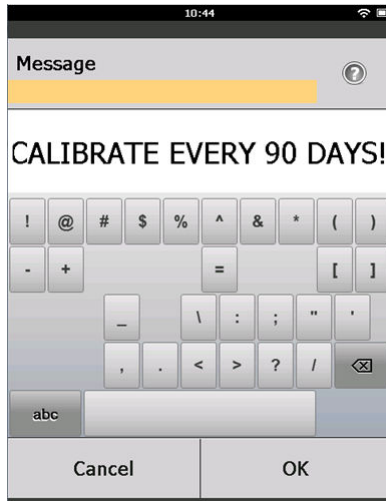 10:44
Message
?
CALIBRATE EVERY 90 DAYS!
! @ # $ % ^ & * ( )
- + = [ ]
_ \ : ; " '
, . < > ? /
abc
Cancel OK